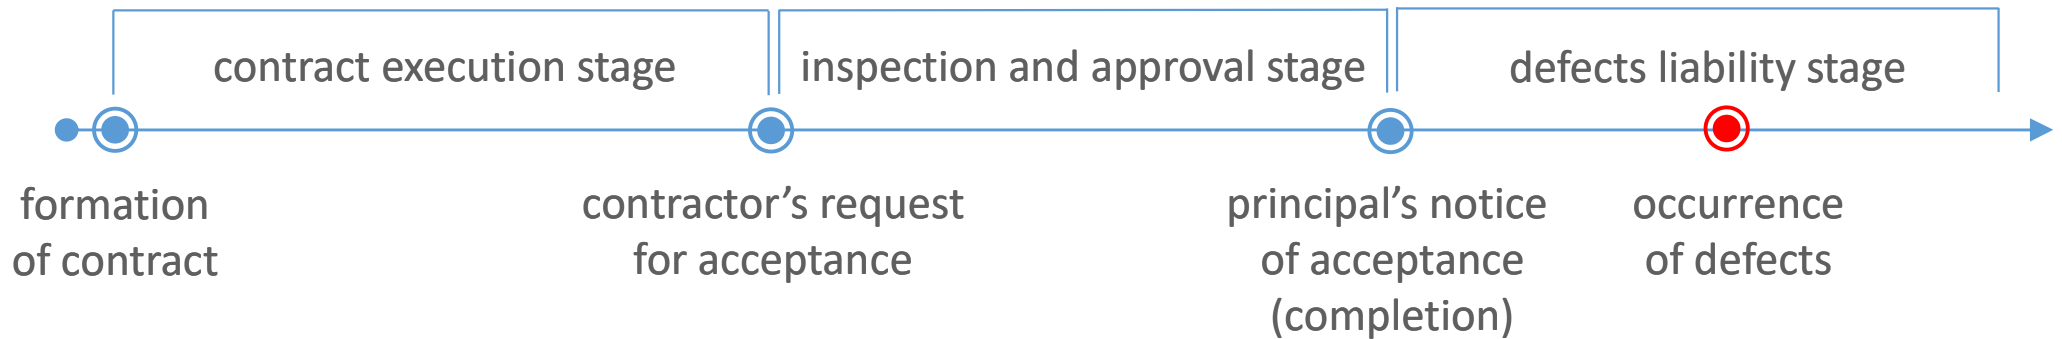 contract execution stage
inspection and approval stage
defects liability stage
formation
of contract
contractor’s request
for acceptance
principal’s notice
of acceptance
(completion)
occurrence
of defects